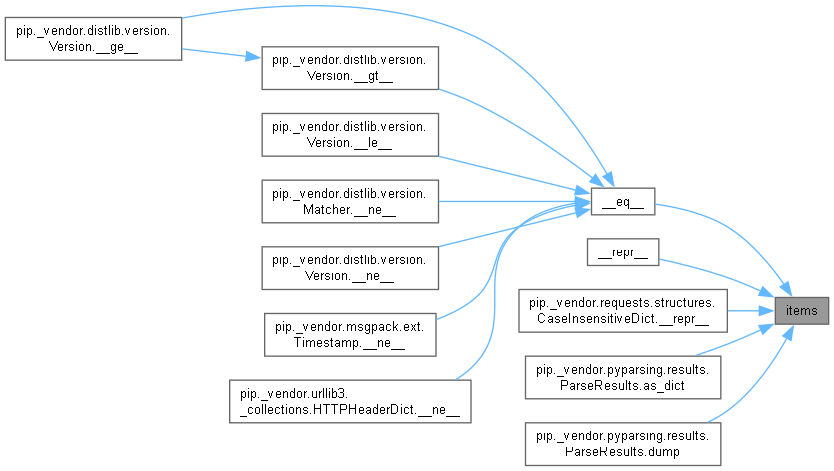 pip._vendor.distlib.version.
Version.__ge__
pip._vendor.distlib.version.
Version.__gt__
pip._vendor.distlib.version.
Version.__le__
pip._vendor.distlib.version.
Matcher.__ne__
pip._vendor.distlib.version.
Version.__ne__
pip._vendor.msgpack.ext.
Timestamp.__ne__
pip._vendor.urllib3.
_collections.HTTPHeaderDict.__ne__
__eq__
__repr__
pip._vendor.requests.structures.
CaseInsensitiveDict.__repr__
pip._vendor.pyparsing.results.
ParseResults.as_dict
pip._vendor.pyparsing.results.
ParseResults.dump
items